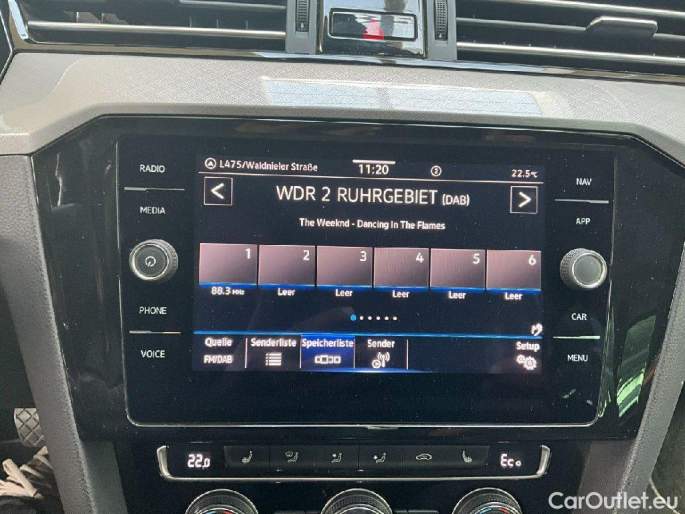 RADIO
MEDIA
PHONE
VOICE
L475/Waldnieler Straße 11:20 2 22.5°C
< WDR 2 RUHRGEBIET (DAB) >
The Weeknd - Dancing In The Flames
1 2 3 4 5 6
88.3 MHz Leer Leer Leer Leer Leer
Quelle Senderliste Speicherliste Sender Setup
FM/DAB
NAV
APP
CAR
MENU
22.0
CarOutlet.eu